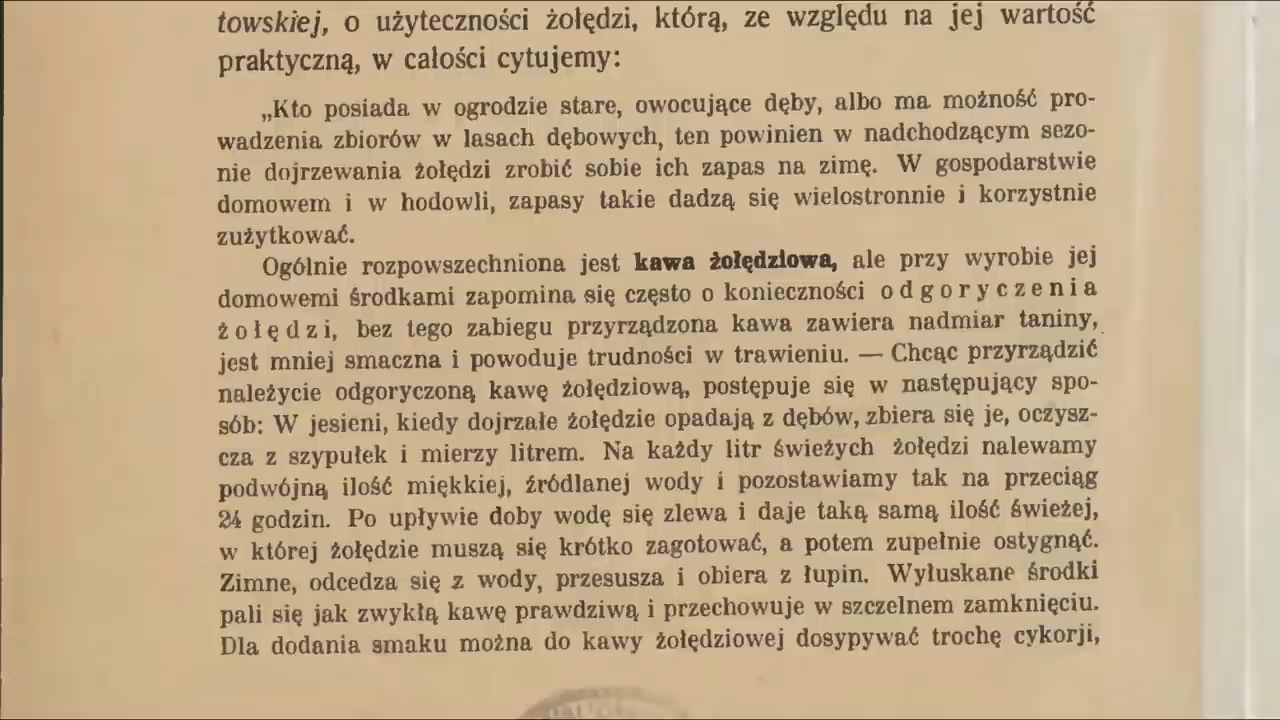 towskiej, o użyteczności żołędzi, którą, ze względu na jej wartość
praktyczną, w całości cytujemy:
„Kto posiada w ogrodzie stare, owocujące dęby, albo ma możność pro-
wadzenia zbiorów w lasach dębowych, ten powinien w nadchodzącym sezo-
nie dojrzewania żołędzi zrobić sobie ich zapas na zimę. W gospodarstwie
domowem i w hodowli, zapasy takie dadzą się wielostronnie i korzystnie
zużytkować.
Ogólnie rozpowszechniona jest kawa żołędziowa, ale przy wyrobie jej
domowemi środkami zapomina się często o konieczności odgoryczenia
żołędzi, bez tego zabiegu przyrządzona kawa zawiera nadmiar taniny,
jest mniej smaczna i powoduje trudności w trawieniu. — Chcąc przyrządzić
należycie odgoryczoną kawę żołędziową, postępuje się w następujący spo-
sób: W jesieni, kiedy dojrzałe żołędzie opadają z dębów, zbiera się je, oczysz-
cza z szypułek i mierzy litrem. Na każdy litr świeżych żołędzi nalewamy
podwójną ilość miękkiej, źródlanej wody i pozostawiamy tak na przeciąg
24 godzin. Po upływie doby wodę się zlewa i daje taką samą ilość świeżej,
w której żołędzie muszą się krótko zagotować, a potem zupełnie ostygnąć.
Zimne, odcedza się z wody, przesusza i obiera z łupin. Wyłuskane środki
pali się jak zwykłą kawę prawdziwą i przechowuje w szczelnem zamknięciu.
Dla dodania smaku można do kawy żołędziowej dosypywać trochę cykorji,